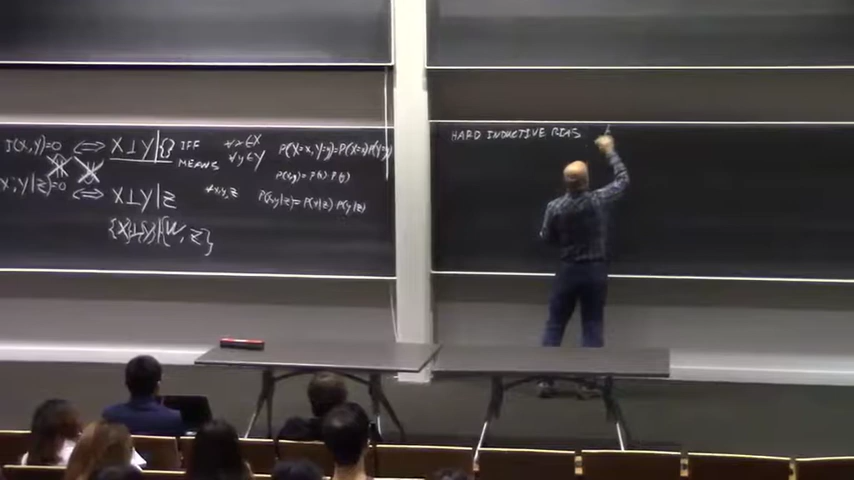 I(X,Y)=0 ⟺ X⊥Y|{} IFF ∀x∈X P(X=x,Y=y)=P(X=x)P(Y=y)
MEANS ∀y∈Y
P(x,y)=P(x)P(y)
X;Y|Z)=0 ⟺ X⊥Y|Z ∀x,y,z P(x,y|z)=P(x|z)P(y|z)
{X}⊥{Y}|{W,Z}
HARD INDUCTIVE BIAS